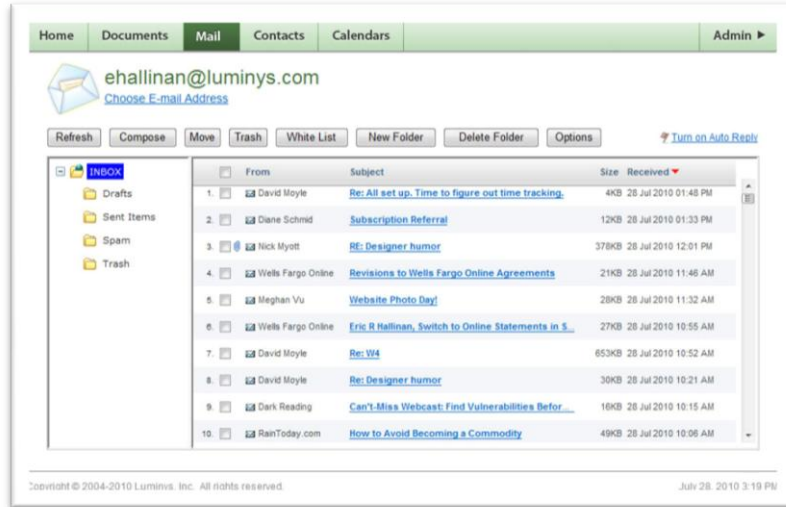 Home Documents Mail Contacts Calendars Admin ▶
ehallinan@luminys.com
Choose E-mail Address
Refresh Compose Move Trash White List New Folder Delete Folder Options Turn on Auto Reply
INBOX
Drafts
Sent Items
Spam
Trash
From Subject Size Received
1. David Moyle Re: All set up. Time to figure out time tracking. 4KB 28 Jul 2010 01:48 PM
2. Diane Schmid Subscription Referral 12KB 28 Jul 2010 01:33 PM
3. Nick Myott RE: Designer humor 378KB 28 Jul 2010 12:01 PM
4. Wells Fargo Online Revisions to Wells Fargo Online Agreements 21KB 28 Jul 2010 11:46 AM
5. Meghan Vu Website Photo Day! 28KB 28 Jul 2010 11:32 AM
6. Wells Fargo Online Eric R Hallinan, Switch to Online Statements in S... 27KB 28 Jul 2010 10:55 AM
7. David Moyle Re: W4 653KB 28 Jul 2010 10:52 AM
8. David Moyle Re: Designer humor 30KB 28 Jul 2010 10:21 AM
9. Dark Reading Can't-Miss Webcast: Find Vulnerabilities Befor... 16KB 28 Jul 2010 10:15 AM
10. RainToday.com How to Avoid Becoming a Commodity 49KB 28 Jul 2010 10:06 AM
Copyright © 2004-2010 Luminys, Inc. All rights reserved. July 28, 2010 3:19 PM